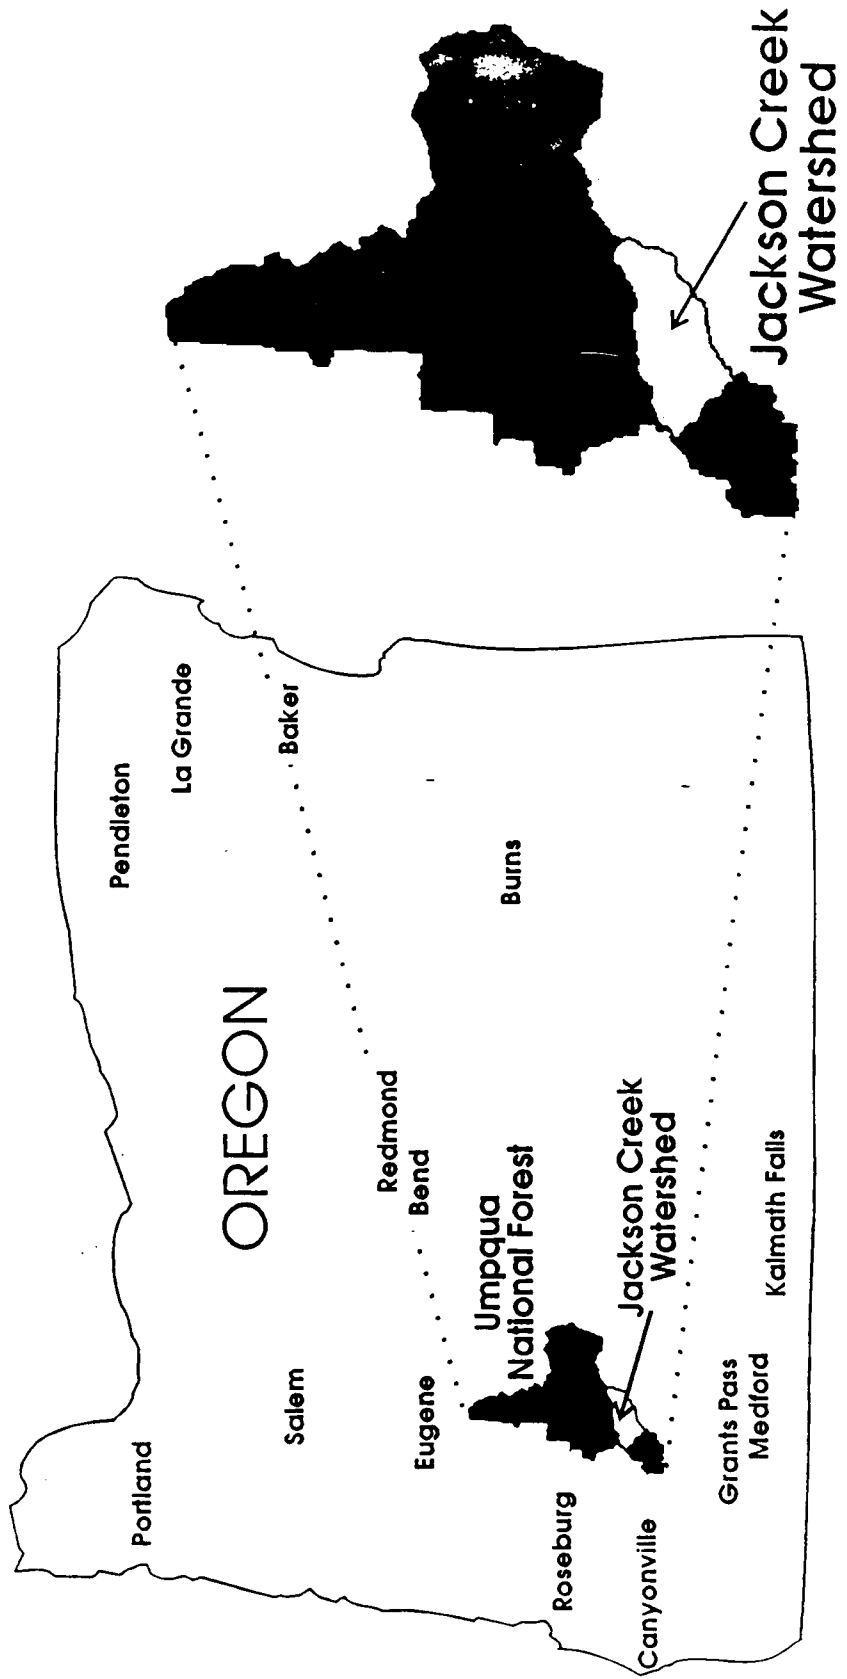 Portland
Pendleton
La Grande
Salem
OREGON
Baker
Eugene
Redmond
Bend
Umpqua
National Forest
Burns
Roseburg
Jackson Creek
Watershed
Canyonville
Grants Pass
Medford
Kalmath Falls
Jackson Creek
Watershed